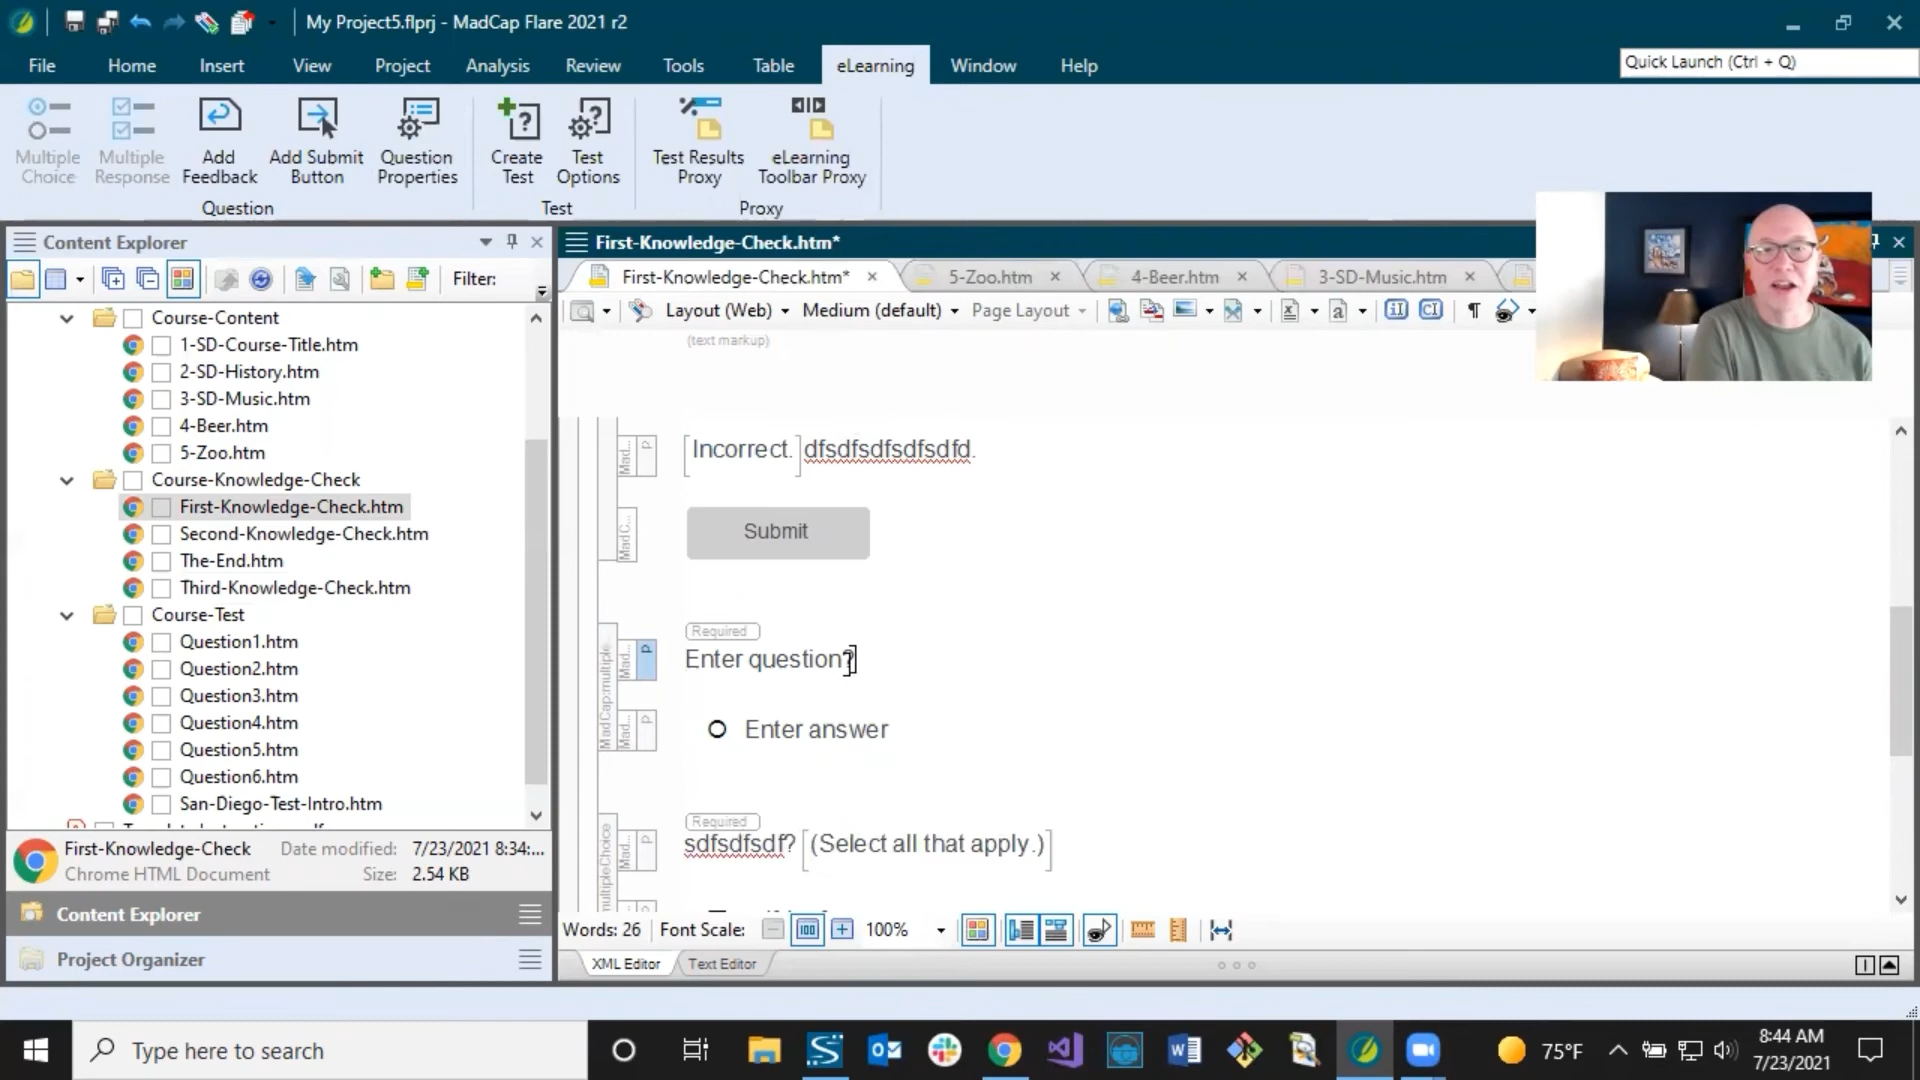 My Project5.flprj - MadCap Flare 2021 r2
File Home Insert View Project Analysis Review Tools Table eLearning Window Help
Quick Launch (Ctrl + Q)
Multiple Choice
Multiple Response
Add Feedback
Add Submit Button
Question Properties
Create Test
Test Options
Test Results Proxy
eLearning Toolbar Proxy
Question
Test
Proxy
Content Explorer
Filter:
Course-Content
1-SD-Course-Title.htm
2-SD-History.htm
3-SD-Music.htm
4-Beer.htm
5-Zoo.htm
Course-Knowledge-Check
First-Knowledge-Check.htm
Second-Knowledge-Check.htm
The-End.htm
Third-Knowledge-Check.htm
Course-Test
Question1.htm
Question2.htm
Question3.htm
Question4.htm
Question5.htm
Question6.htm
San-Diego-Test-Intro.htm
First-Knowledge-Check
Date modified: 7/23/2021 8:34:...
Chrome HTML Document
Size: 2.54 KB
Content Explorer
Project Organizer
First-Knowledge-Check.htm*
First-Knowledge-Check.htm* 5-Zoo.htm 4-Beer.htm 3-SD-Music.htm
Layout (Web) Medium (default) Page Layout
(text markup)
Mad... p
[Incorrect.]dfsdfsdfsdfsdfd.
Mad C...
Submit
MadCap:multiple...
Required
Mad... p
Enter question?
Mad... p
Enter answer
multipleChoice
Required
Mad... p
sdfsdfsdf? [(Select all that apply.)]
Words: 26 Font Scale: 100%
XML Editor Text Editor
Type here to search
75°F
8:44 AM
7/23/2021